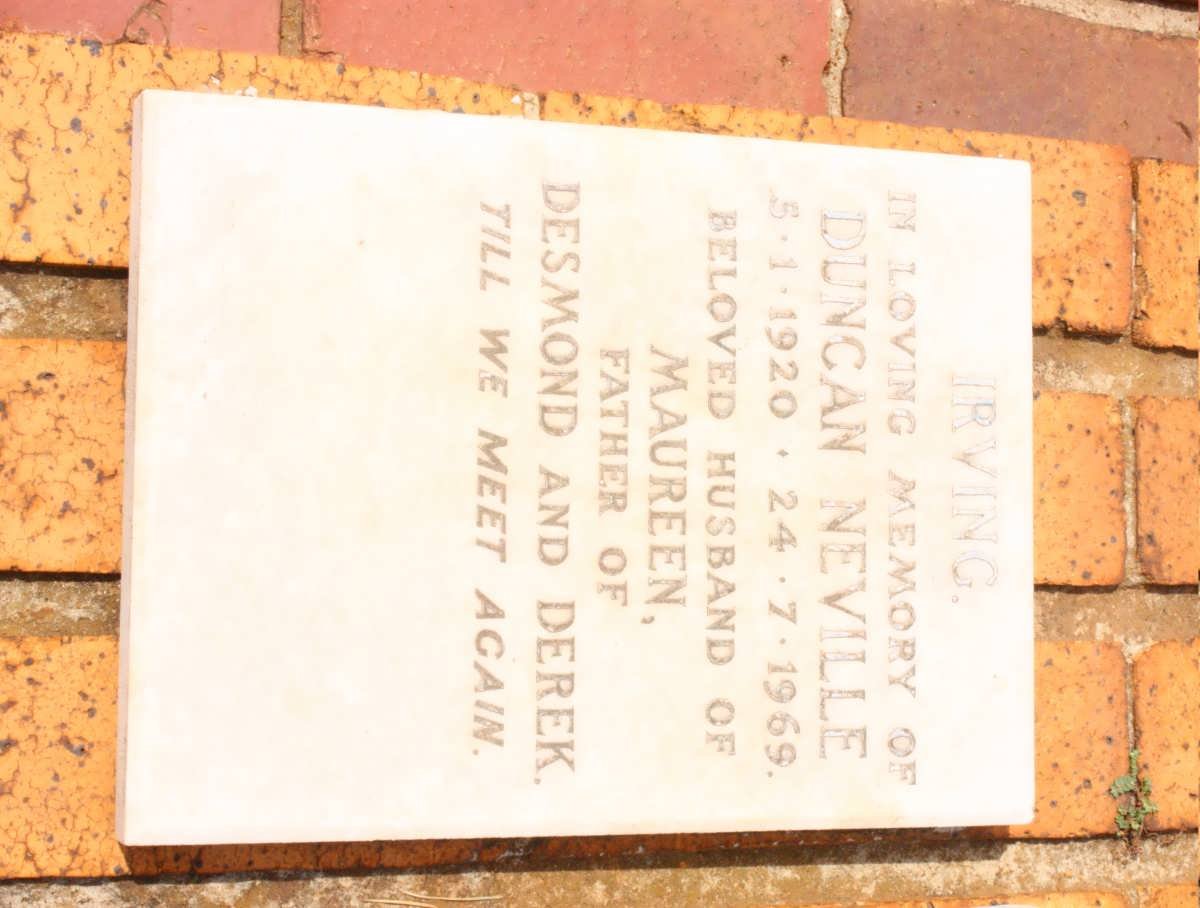 IRVING.
IN LOVING MEMORY OF
DUNCAN NEVILLE
5·1·1920 · 24·7·1969.
BELOVED HUSBAND OF
MAUREEN,
FATHER OF
DESMOND AND DEREK.
TILL WE MEET AGAIN.